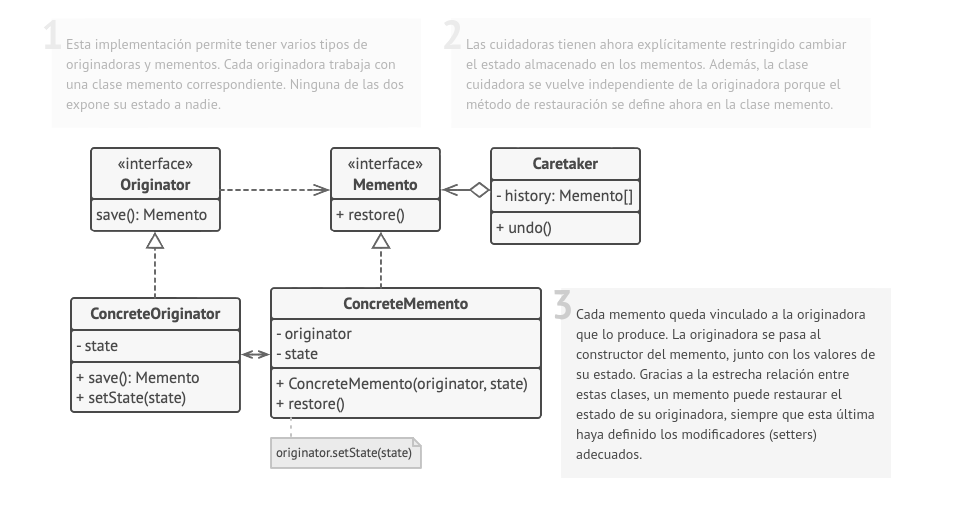 1
Esta implementación permite tener varios tipos de
originadoras y mementos. Cada originadora trabaja con
una clase memento correspondiente. Ninguna de las dos
expone su estado a nadie.
2
Las cuidadoras tienen ahora explícitamente restringido cambiar
el estado almacenado en los mementos. Además, la clase
cuidadora se vuelve independiente de la originadora porque el
método de restauración se define ahora en la clase memento.
«interface»
Originator
save(): Memento
«interface»
Memento
+ restore()
Caretaker
- history: Memento[]
+ undo()
ConcreteOriginator
- state
+ save(): Memento
+ setState(state)
ConcreteMemento
- originator
- state
+ ConcreteMemento(originator, state)
+ restore()
originator.setState(state)
3
Cada memento queda vinculado a la originadora
que lo produce. La originadora se pasa al
constructor del memento, junto con los valores de
su estado. Gracias a la estrecha relación entre
estas clases, un memento puede restaurar el
estado de su originadora, siempre que esta última
haya definido los modificadores (setters)
adecuados.